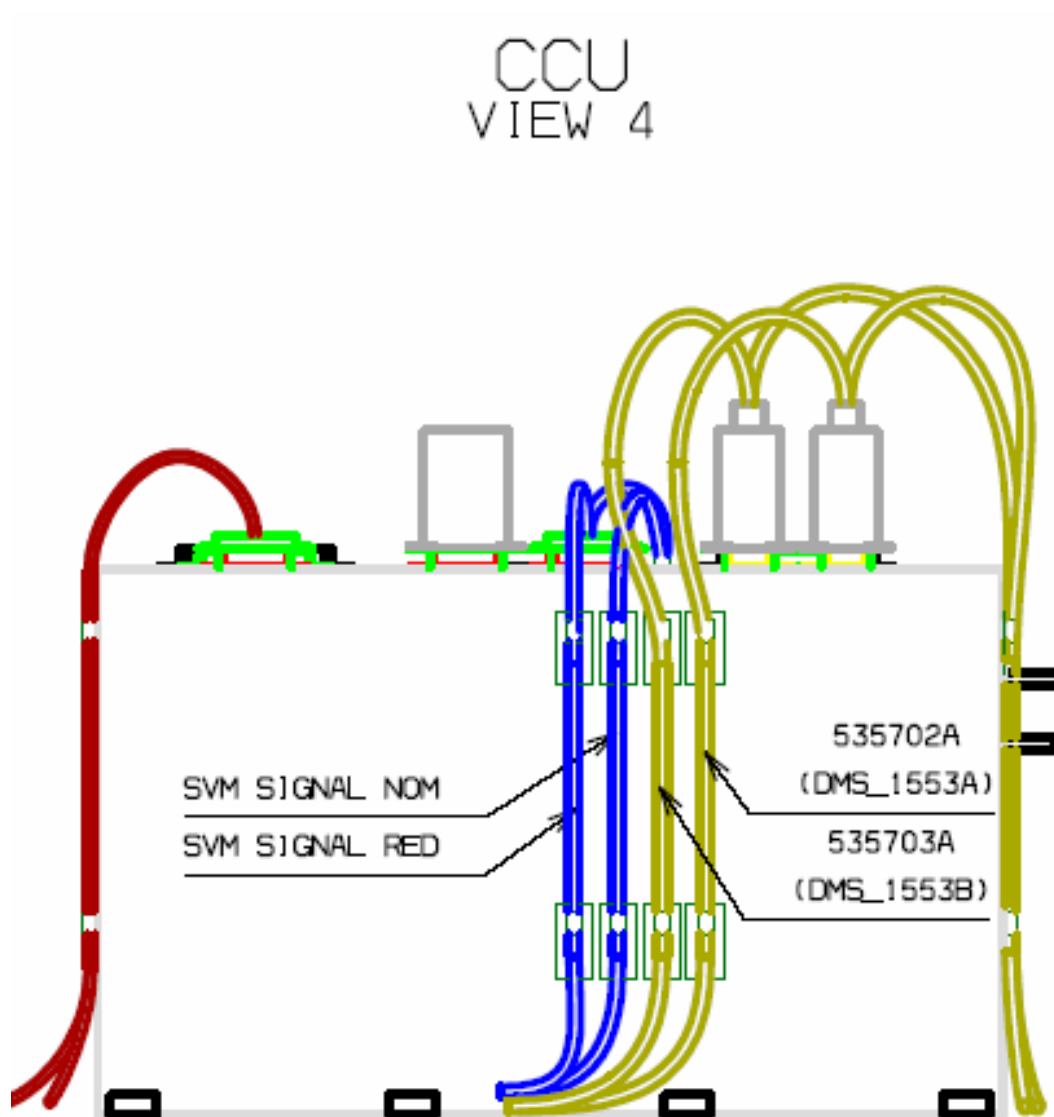 CCU
VIEW 4
535702A
(DMS_1553A)
SVM SIGNAL NOM
SVM SIGNAL RED
535703A
(DMS_1553B)